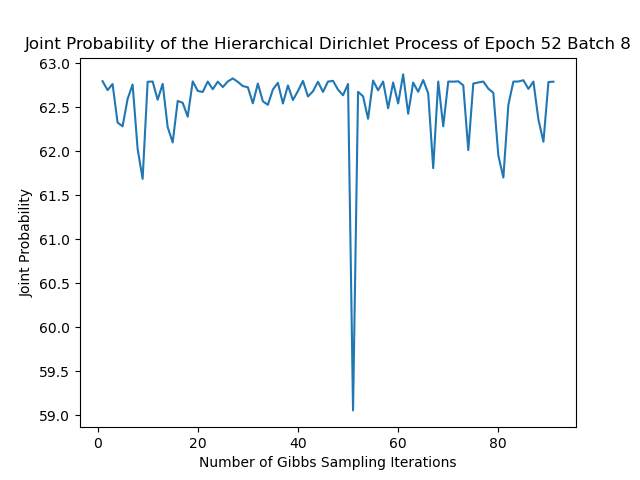 Joint Probability of the Hierarchical Dirichlet Process of Epoch 52 Batch 8
63.0
62.5
62.0
61.5
61.0
60.5
60.0
59.5
59.0
Joint Probability
0 20 40 60 80
Number of Gibbs Sampling Iterations